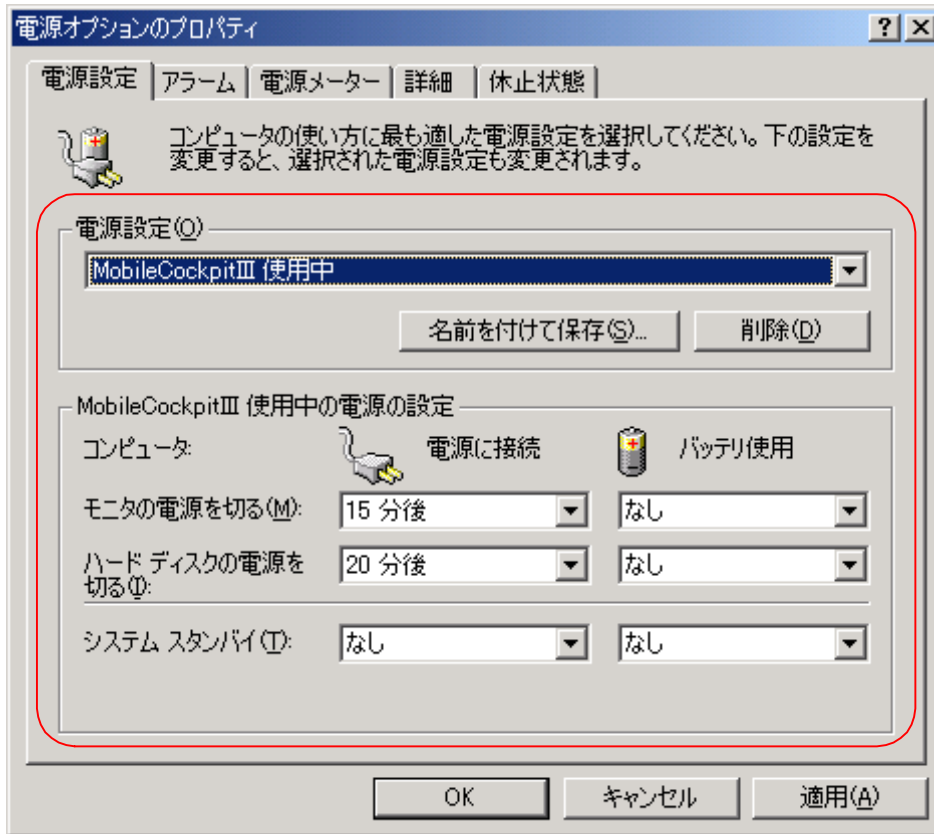 電源オプションのプロパティ
電源設定 アラーム 電源メーター 詳細 休止状態
コンピュータの使い方に最も適した電源設定を選択してください。下の設定を
変更すると、選択された電源設定も変更されます。
電源設定(O)
MobileCockpitⅢ 使用中
名前を付けて保存(S)... 削除(D)
MobileCockpitⅢ 使用中の電源の設定
コンピュータ: 電源に接続 バッテリ使用
モニタの電源を切る(M): 15 分後 なし
ハード ディスクの電源を 20 分後 なし
切る(I):
システム スタンバイ(T): なし なし
OK キャンセル 適用(A)